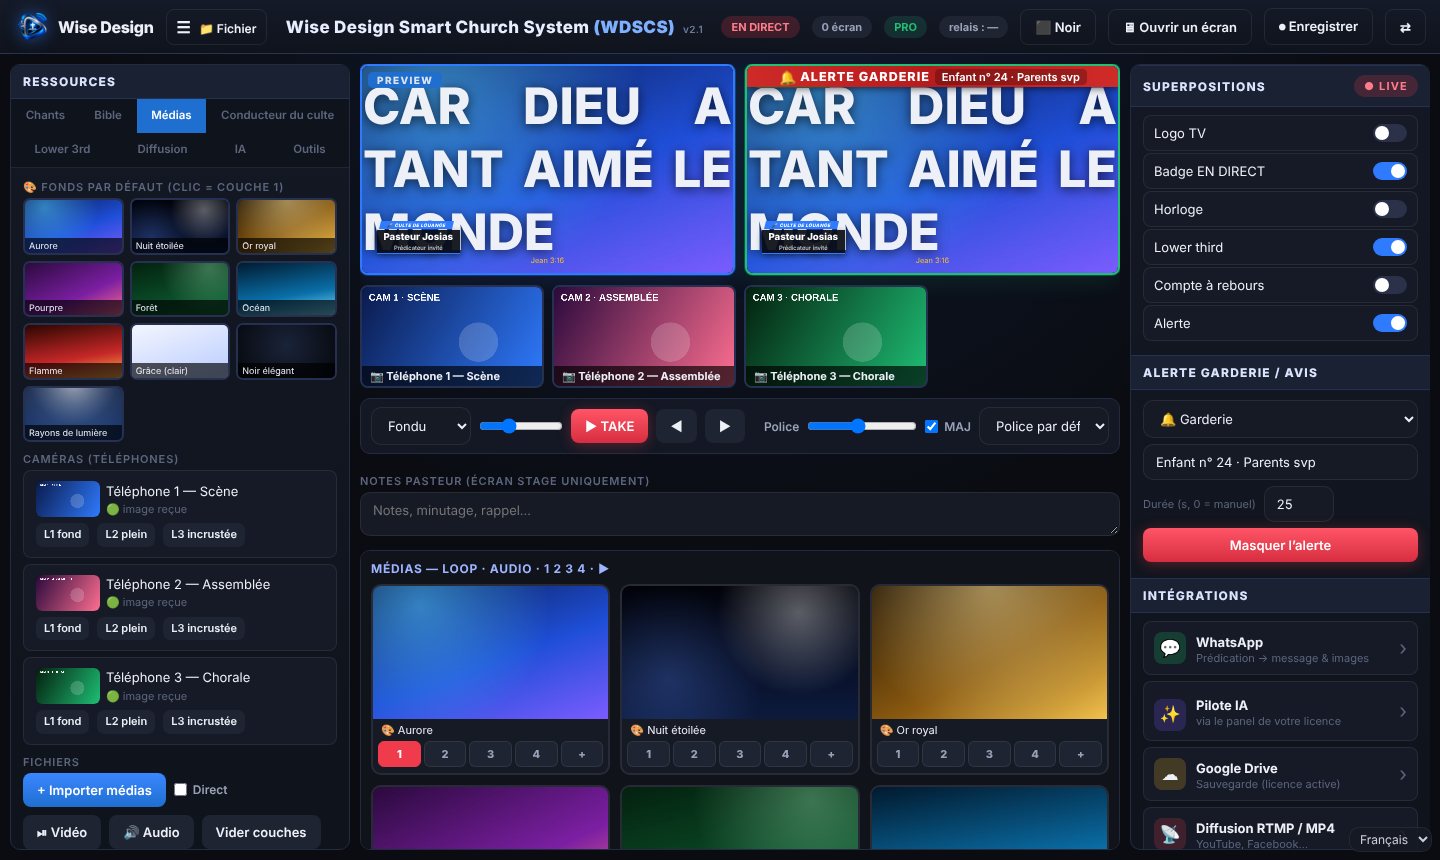 Wise Design
☰ 📁 Fichier
Wise Design Smart Church System (WDSCS) v2.1
EN DIRECT
0 écran
PRO
relais : —
Noir
Ouvrir un écran
Enregistrer
⇄
RESSOURCES
Chants Bible Médias Conducteur du culte
Lower 3rd Diffusion IA Outils
🎨 FONDS PAR DÉFAUT (CLIC = COUCHE 1)
Aurore Nuit étoilée Or royal
Pourpre Forêt Océan
Flamme Grâce (clair) Noir élégant
Rayons de lumière
CAMÉRAS (TÉLÉPHONES)
Téléphone 1 — Scène
image reçue
L1 fond L2 plein L3 incrustée
Téléphone 2 — Assemblée
image reçue
L1 fond L2 plein L3 incrustée
Téléphone 3 — Chorale
image reçue
L1 fond L2 plein L3 incrustée
FICHIERS
+ Importer médias Direct
Vidéo Audio Vider couches
PREVIEW
CAR DIEU A
TANT AIMÉ LE
MONDE
CULTE DE LOUANGE
Pasteur Josias
Prédicateur invité
Jean 3:16
🔔 ALERTE GARDERIE Enfant n° 24 · Parents svp
CAR DIEU A
TANT AIMÉ LE
MONDE
CULTE DE LOUANGE
Pasteur Josias
Prédicateur invité
Jean 3:16
CAM 1 · SCÈNE
📷 Téléphone 1 — Scène
CAM 2 · ASSEMBLÉE
📷 Téléphone 2 — Assemblée
CAM 3 · CHORALE
📷 Téléphone 3 — Chorale
Fondu ▶ TAKE ◀ ▶ Police MAJ Police par déf
NOTES PASTEUR (ÉCRAN STAGE UNIQUEMENT)
Notes, minutage, rappel…
MÉDIAS — LOOP · AUDIO · 1 2 3 4 · ▶
🎨 Aurore
1 2 3 4 +
🎨 Nuit étoilée
1 2 3 4 +
🎨 Or royal
1 2 3 4 +
SUPERPOSITIONS LIVE
Logo TV
Badge EN DIRECT
Horloge
Lower third
Compte à rebours
Alerte
ALERTE GARDERIE / AVIS
🔔 Garderie
Enfant n° 24 · Parents svp
Durée (s, 0 = manuel) 25
Masquer l’alerte
INTÉGRATIONS
WhatsApp
Prédication → message & images
Pilote IA
via le panel de votre licence
Google Drive
Sauvegarde (licence active)
Diffusion RTMP / MP4
YouTube, Facebook…
Français